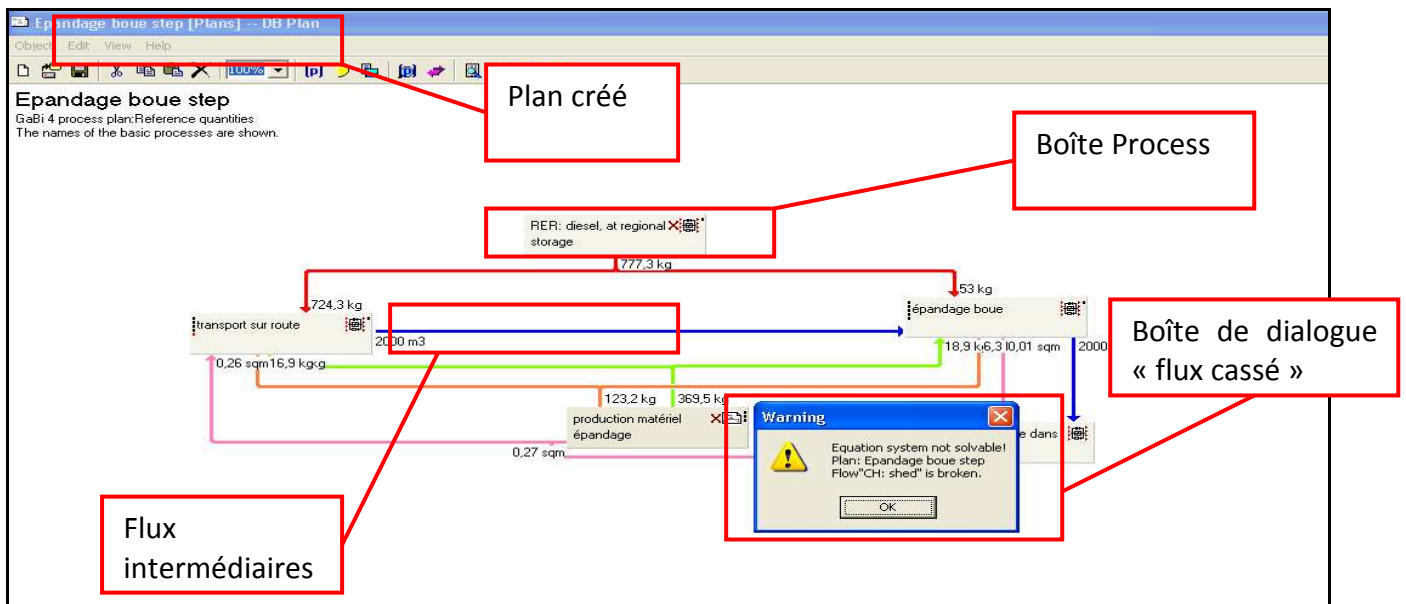 Epandage boue step [Plans] -- DB Plan
Object Edit View Help
100%
Plan créé
Epandage boue step
GaBi 4 process plan:Reference quantities
The names of the basic processes are shown.
Boîte Process
RER: diesel, at regional
storage
777,3 kg
724,3 kg
53 kg
transport sur route
épandage boue
2000 m3
Boîte de dialogue
« flux cassé »
0,26 sqm 16,9 kg
18,9 0,01 sqm 2000
123,2 kg 369,5 kg
production matériel
épandage
0,27 sqm
e dans
Warning
Equation system not solvable!
Plan: Epandage boue step
Flow"CH: shed" is broken.
OK
Flux
intermédiaires